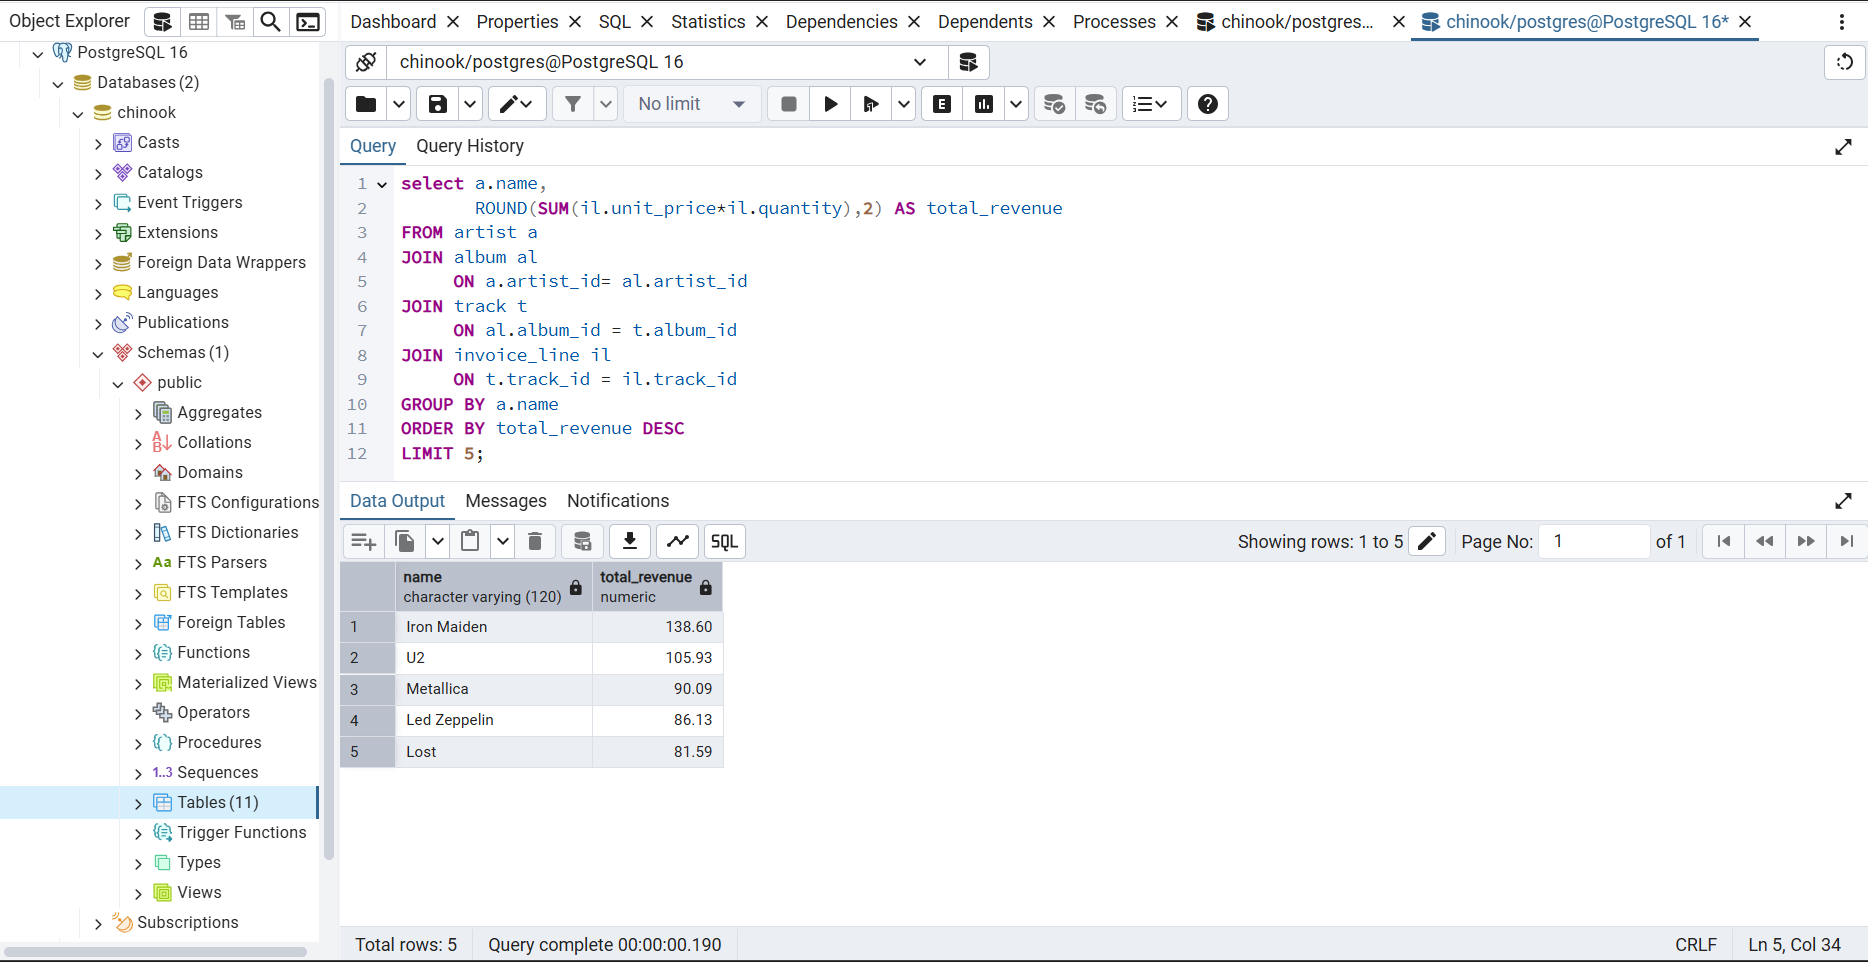 Object Explorer
PostgreSQL 16
Databases (2)
chinook
Casts
Catalogs
Event Triggers
Extensions
Foreign Data Wrappers
Languages
Publications
Schemas (1)
public
Aggregates
Collations
Domains
FTS Configurations
FTS Dictionaries
Aa FTS Parsers
FTS Templates
Foreign Tables
Functions
Materialized Views
Operators
Procedures
1..3 Sequences
Tables (11)
Trigger Functions
Types
Views
Subscriptions
Dashboard Properties SQL Statistics Dependencies Dependents Processes chinook/postgres... chinook/postgres@PostgreSQL 16*
chinook/postgres@PostgreSQL 16
No limit E
Query Query History
1 select a.name,
2 ROUND(SUM(il.unit_price*il.quantity),2) AS total_revenue
3 FROM artist a
4 JOIN album al
5 ON a.artist_id= al.artist_id
6 JOIN track t
7 ON al.album_id = t.album_id
8 JOIN invoice_line il
9 ON t.track_id = il.track_id
10 GROUP BY a.name
11 ORDER BY total_revenue DESC
12 LIMIT 5;
Data Output Messages Notifications
SQL Showing rows: 1 to 5 Page No: 1 of 1
name total_revenue
character varying (120) numeric
1 Iron Maiden 138.60
2 U2 105.93
3 Metallica 90.09
4 Led Zeppelin 86.13
5 Lost 81.59
Total rows: 5 Query complete 00:00:00.190 CRLF Ln 5, Col 34